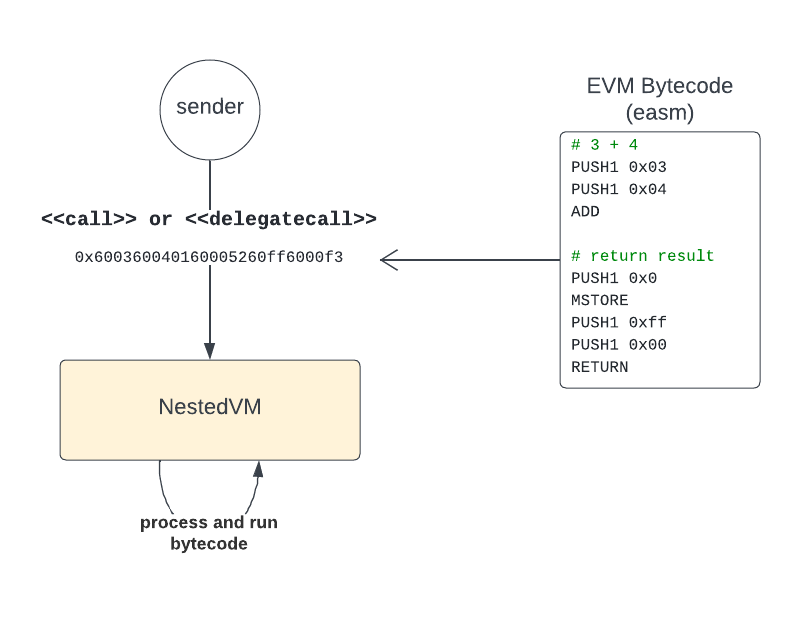 sender
<<call>> or <<delegatecall>>
0x600360040160005260ff6000f3
NestedVM
process and run
bytecode
EVM Bytecode
(easm)
# 3 + 4
PUSH1 0x03
PUSH1 0x04
ADD
# return result
PUSH1 0x0
MSTORE
PUSH1 0xff
PUSH1 0x00
RETURN